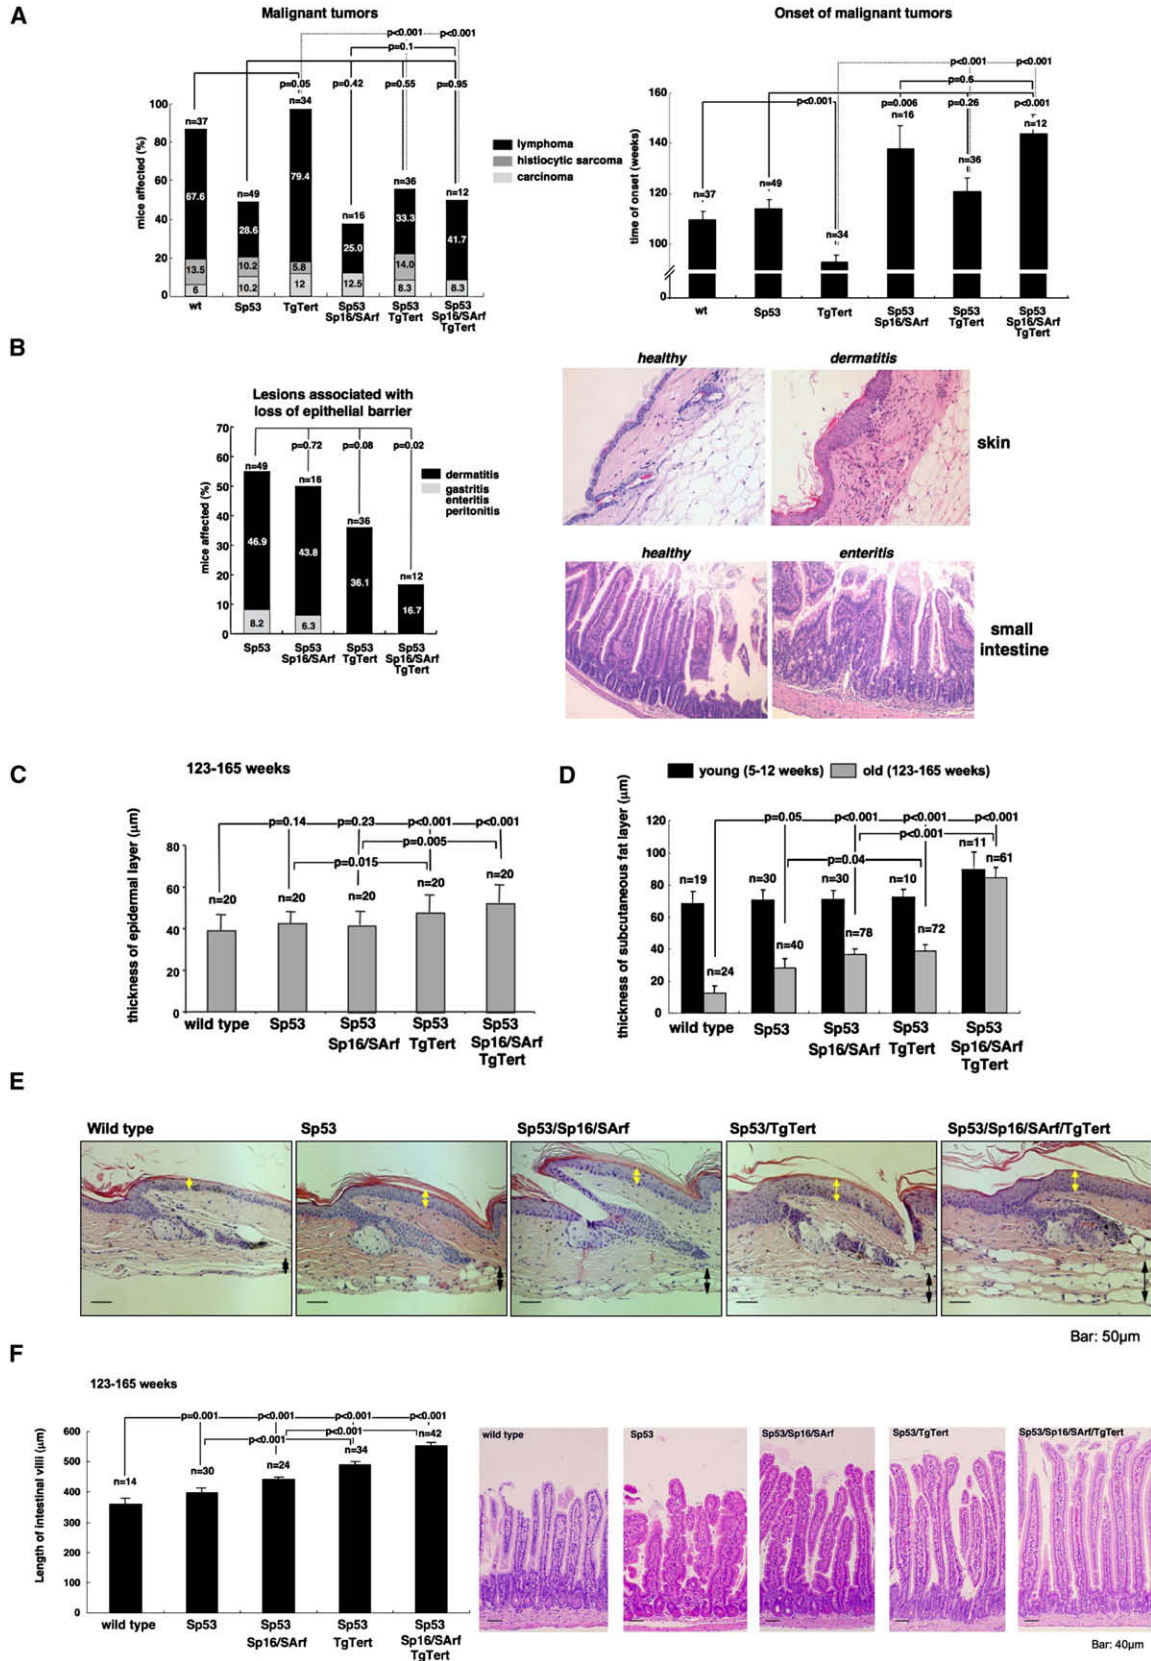 A
Malignant tumors
p<0.001 p<0.001
p=0.1
p=0.05 p=0.42 p=0.55 p=0.95
n=37 n=49 n=34 n=16 n=36 n=12
mice affected (%)
100
80
60
40
20
0
67.6 28.6 79.4 25.0 33.3 41.7
13.5 10.2 5.8 14.0
6 10.2 12 12.5 8.3 8.3
wt
Sp53
TgTert
Sp53
Sp16/SArf
Sp53
TgTert
Sp53
Sp16/SArf
TgTert
lymphoma
histiocytic sarcoma
carcinoma
Onset of malignant tumors
p<0.001 p<0.001
p=0.5
p<0.001 p=0.006 p=0.26 p<0.001
n=37 n=49 n=34 n=16 n=36 n=12
time of onset (weeks)
160
140
120
100
0
wt
Sp53
TgTert
Sp53
Sp16/SArf
Sp53
TgTert
Sp53
Sp16/SArf
TgTert
B
Lesions associated with
loss of epithelial barrier
p=0.72 p=0.08 p=0.02
n=49 n=16 n=36 n=12
mice affected (%)
70
60
50
40
30
20
10
0
46.9 43.8 36.1 16.7
8.2 6.3
Sp53
Sp53
Sp16/SArf
Sp53
TgTert
Sp53
Sp16/SArf
TgTert
dermatitis
gastritis
enteritis
peritonitis
healthy
dermatitis
skin
healthy
enteritis
small
intestine
C
123-165 weeks
p=0.14 p=0.23 p<0.001 p<0.001
p=0.005
p=0.015
n=20 n=20 n=20 n=20 n=20
thickness of epidermal layer (μm)
80
60
40
20
0
wild type
Sp53
Sp53
Sp16/SArf
Sp53
TgTert
Sp53
Sp16/SArf
TgTert
D
young (5-12 weeks)
old (123-165 weeks)
p=0.05 p<0.001 p<0.001 p<0.001
p<0.001
p=0.04
n=19 n=24 n=30 n=40 n=30 n=78 n=10 n=72 n=11 n=61
thickness of subcutaneous fat layer (μm)
120
100
80
60
40
20
0
wild type
Sp53
Sp53
Sp16/SArf
Sp53
TgTert
Sp53
Sp16/SArf
TgTert
E
Wild type
Sp53
Sp53/Sp16/SArf
Sp53/TgTert
Sp53/Sp16/SArf/TgTert
Bar: 50μm
F
123-165 weeks
p=0.001 p<0.001 p<0.001 p<0.001
p<0.001
n=14 n=30 n=24 n=34 n=42
Length of intestinal villi (μm)
600
500
400
300
200
100
0
wild type
Sp53
Sp53
Sp16/SArf
Sp53
TgTert
Sp53
Sp16/SArf
TgTert
wild type
Sp53
Sp53/Sp16/SArf
Sp53/TgTert
Sp53/Sp16/SArf/TgTert
Bar: 40μm